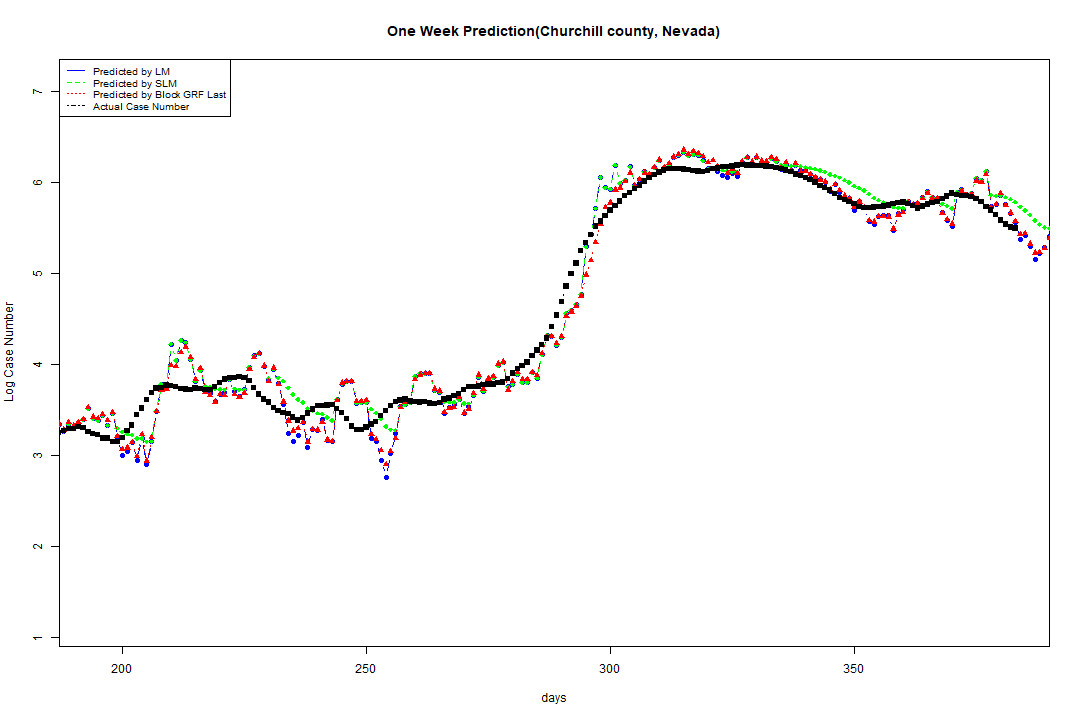 One Week Prediction(Churchill county, Nevada)
Predicted by LM
Predicted by SLM
Predicted by Block GRF Last
Actual Case Number
7
6
5
4
3
2
1
Log Case Number
200
250
300
350
days